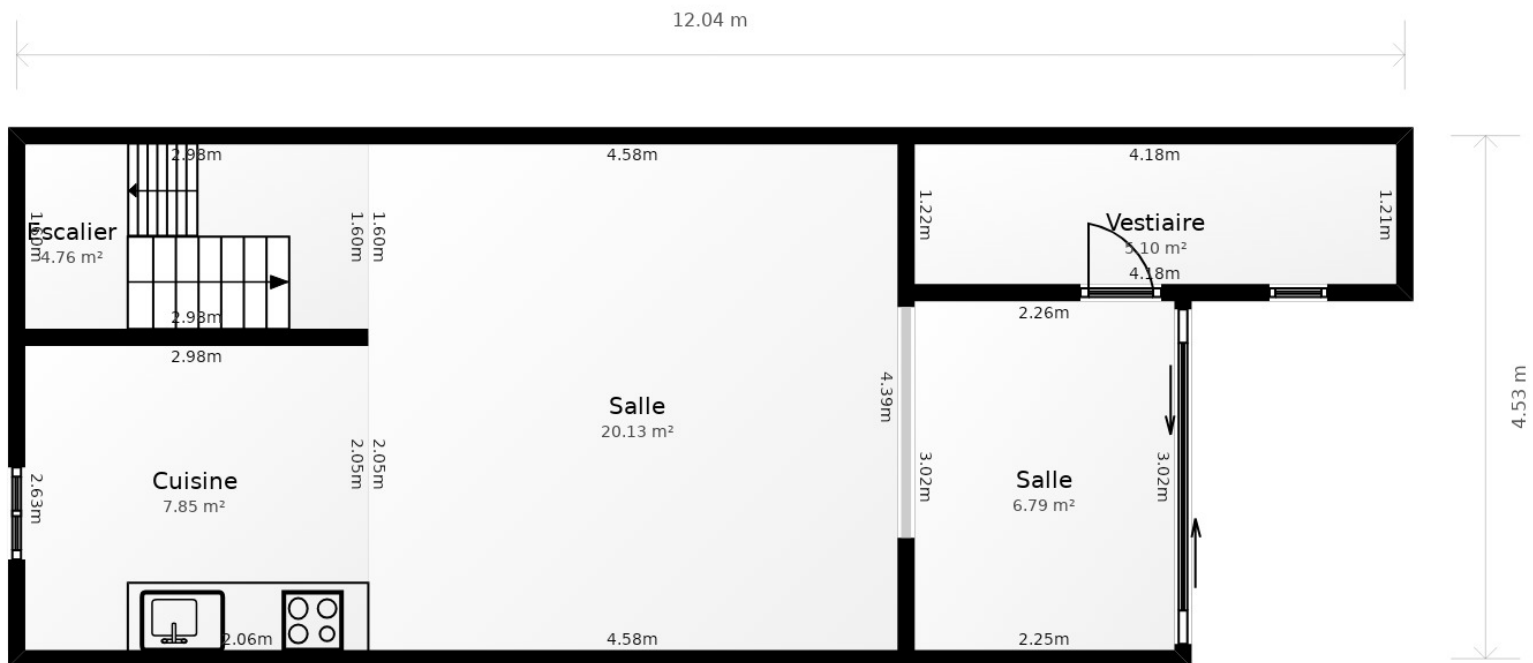 12.04 m
2.98m
4.58m
4.18m
Escalier
4.76 m²
1.60m
1.60m
1.60m
1.22m
Vestiaire
5.10 m²
1.21m
4.18m
2.98m
2.98m
2.26m
4.39m
4.53 m
Salle
20.13 m²
2.05m
2.05m
3.02m
3.02m
Cuisine
7.85 m²
2.63m
Salle
6.79 m²
2.06m
4.58m
2.25m